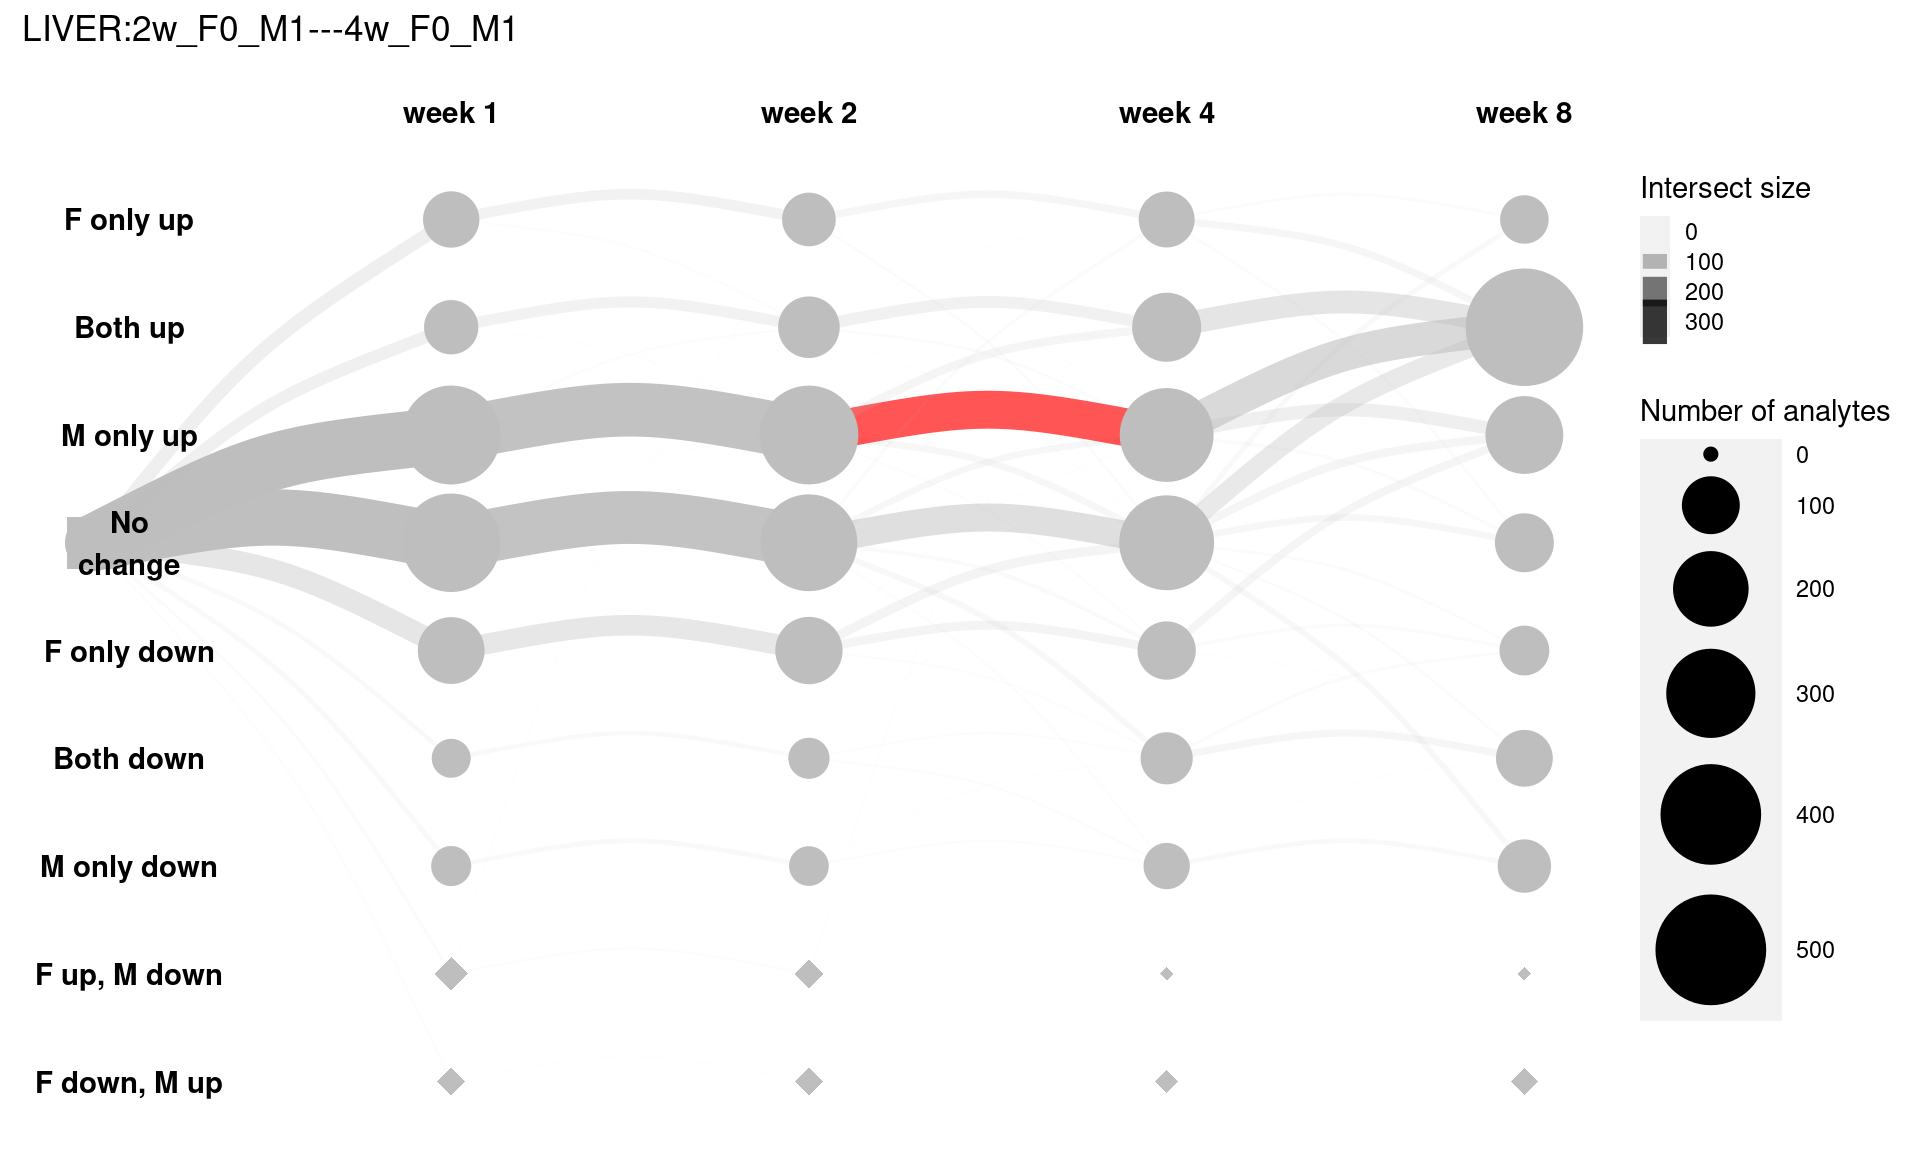 LIVER:2w_F0_M1---4w_F0_M1
week 1
week 2
week 4
week 8
F only up
Both up
M only up
No
change
F only down
Both down
M only down
F up, M down
F down, M up
Intersect size
0
100
200
300
Number of analytes
0
100
200
300
400
500